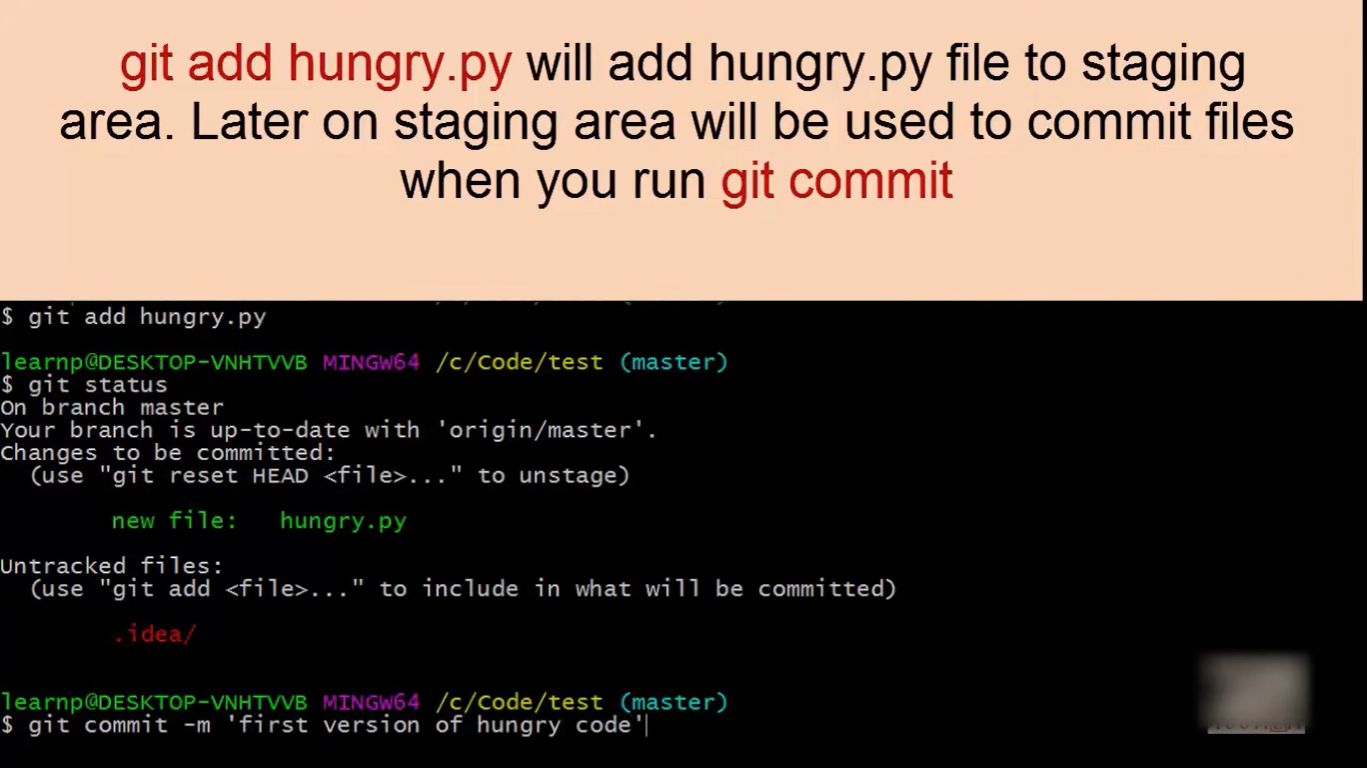 git add hungry.py will add hungry.py file to staging
area. Later on staging area will be used to commit files
when you run git commit
$ git add hungry.py
learnp@DESKTOP-VNHTVVB MINGW64 /c/Code/test (master)
$ git status
On branch master
Your branch is up-to-date with 'origin/master'.
Changes to be committed:
  (use "git reset HEAD <file>..." to unstage)
        new file:   hungry.py
Untracked files:
  (use "git add <file>..." to include in what will be committed)
        .idea/
learnp@DESKTOP-VNHTVVB MINGW64 /c/Code/test (master)
$ git commit -m 'first version of hungry code'